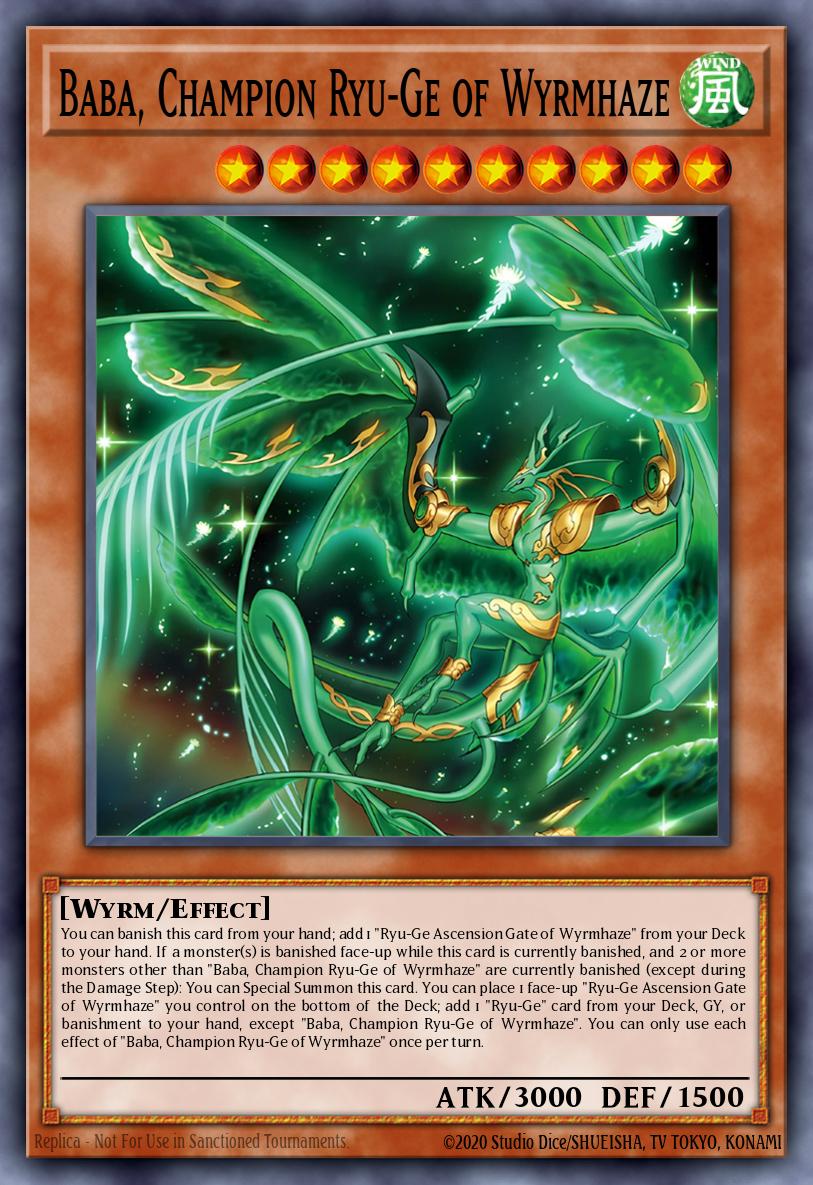 Baba, Champion Ryu-Ge of Wyrmhaze
WIND
風
[Wyrm/Effect]
You can banish this card from your hand; add 1 "Ryu-Ge Ascension Gate of Wyrmhaze" from your Deck
to your hand. If a monster(s) is banished face-up while this card is currently banished, and 2 or more
monsters other than "Baba, Champion Ryu-Ge of Wyrmhaze" are currently banished (except during
the Damage Step): You can Special Summon this card. You can place 1 face-up "Ryu-Ge Ascension Gate
of Wyrmhaze" you control on the bottom of the Deck; add 1 "Ryu-Ge" card from your Deck, GY, or
banishment to your hand, except "Baba, Champion Ryu-Ge of Wyrmhaze". You can only use each
effect of "Baba, Champion Ryu-Ge of Wyrmhaze" once per turn.
ATK/3000 DEF/1500
Replica - Not For Use in Sanctioned Tournaments.
©2020 Studio Dice/SHUEISHA, TV TOKYO, KONAMI